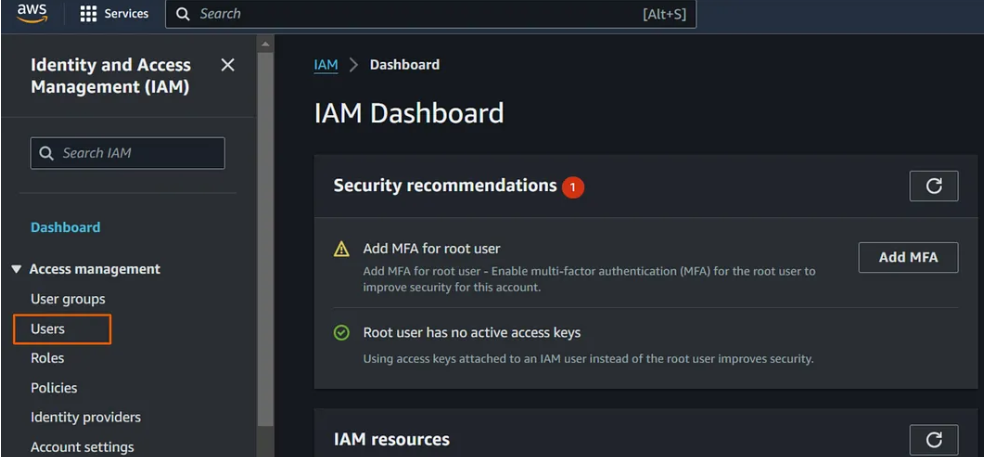 aws
Services
Search
[Alt+S]
Identity and Access
Management (IAM)
Search IAM
Dashboard
Access management
User groups
Users
Roles
Policies
Identity providers
Account settings
IAM
Dashboard
IAM Dashboard
Security recommendations 1
Add MFA for root user
Add MFA for root user - Enable multi-factor authentication (MFA) for the root user to
improve security for this account.
Add MFA
Root user has no active access keys
Using access keys attached to an IAM user instead of the root user improves security.
IAM resources